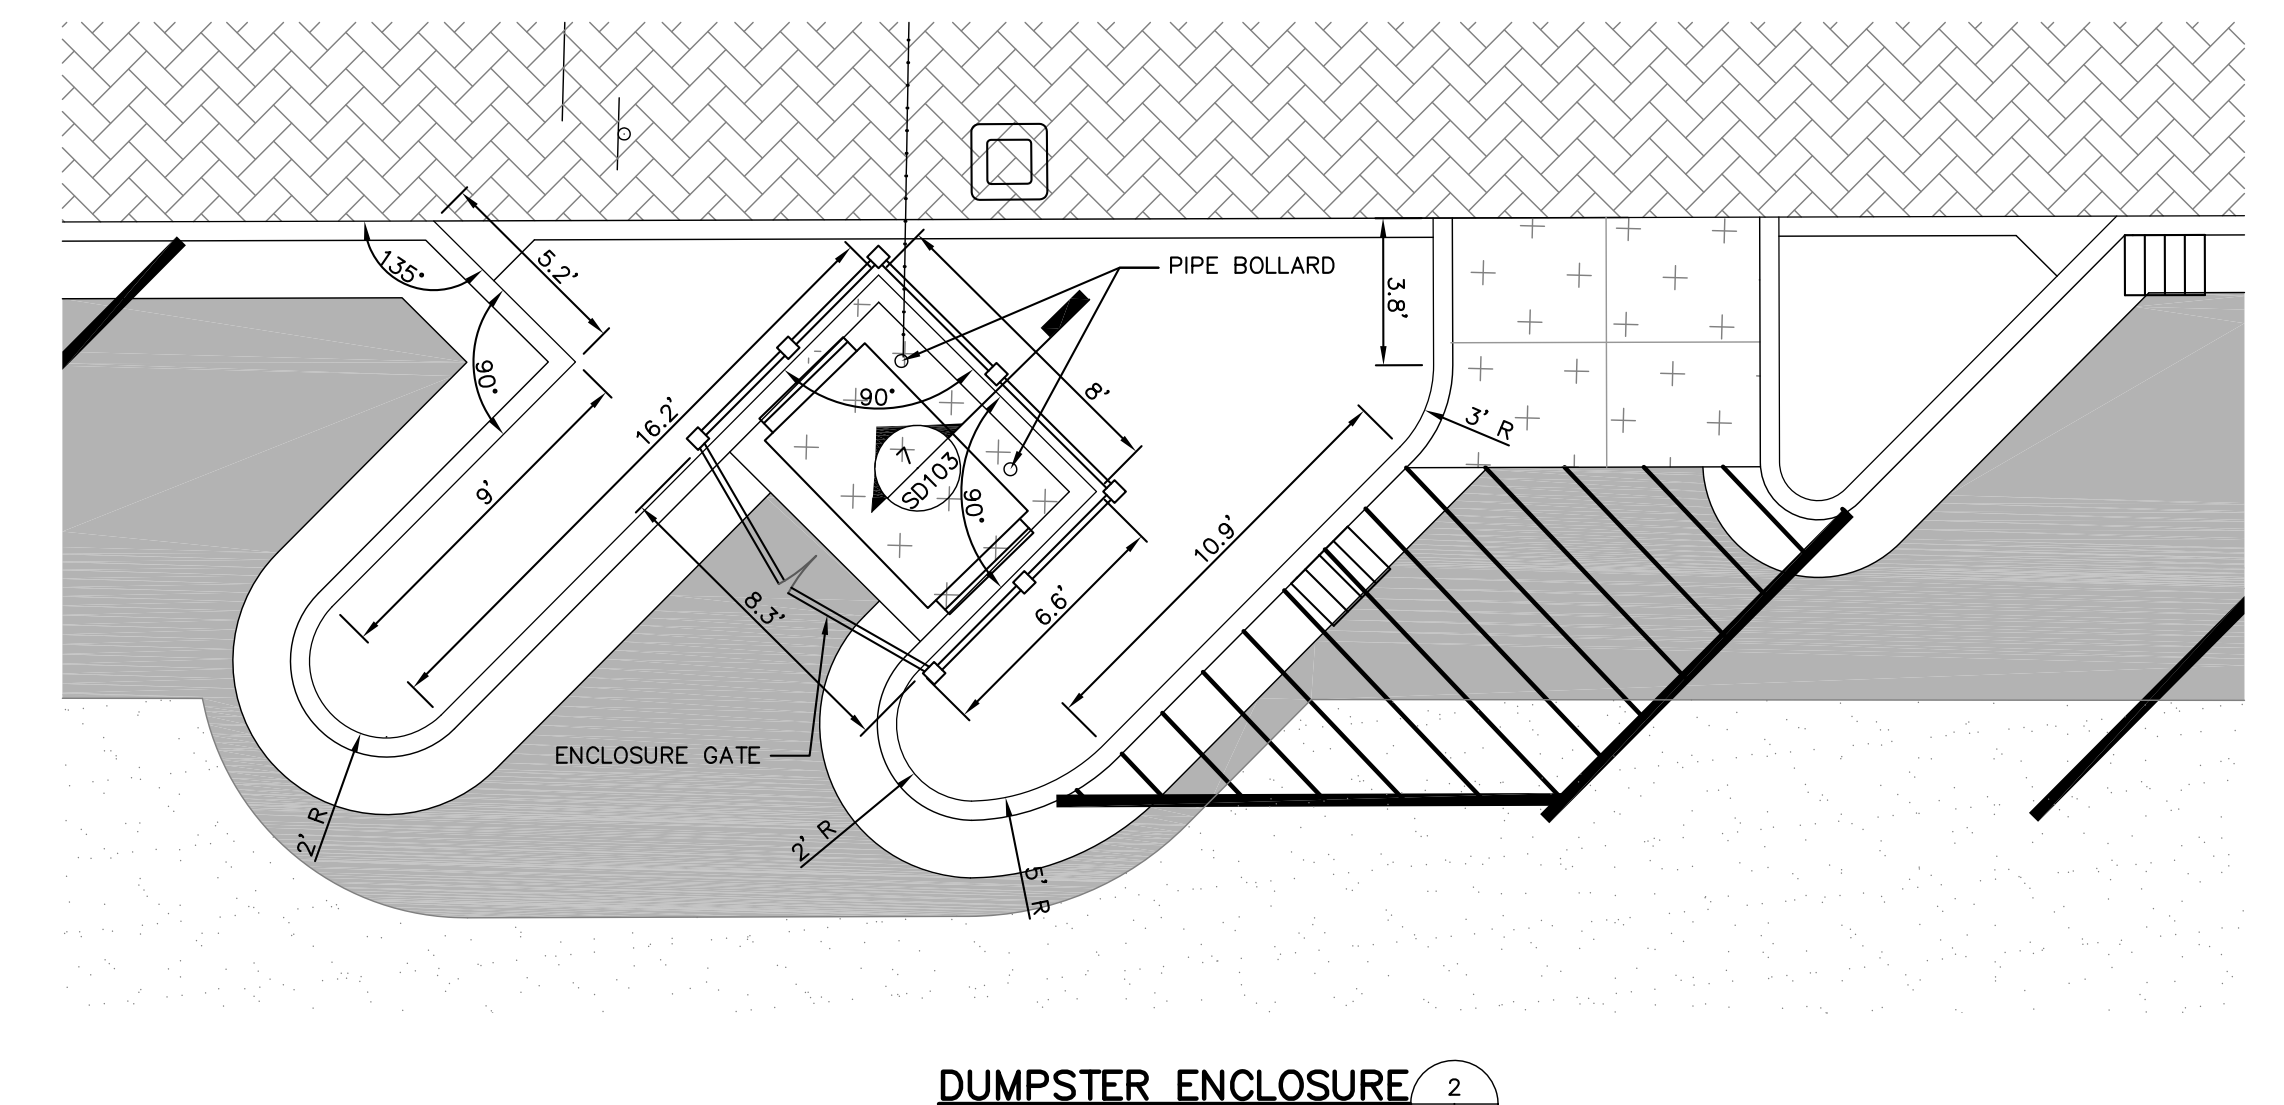 135°
5.2'
PIPE BOLLARD
3.8'
90°
90°
8'
16.2'
3' R
7
SD103
9'
90°
10.9'
8.3'
6.6'
ENCLOSURE GATE
2' R
2' R
5' R
DUMPSTER ENCLOSURE
2